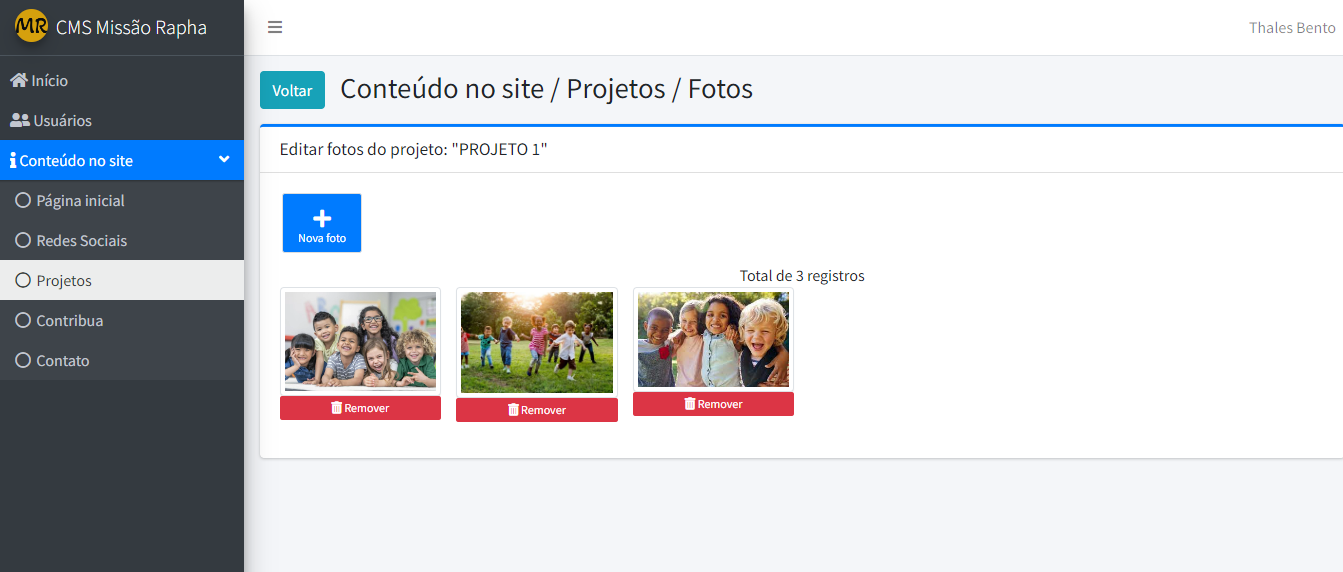 MR CMS Missão Rapha
Thales Bento
Início
Usuários
Conteúdo no site
Página inicial
Redes Sociais
Projetos
Contribua
Contato
Voltar
Conteúdo no site / Projetos / Fotos
Editar fotos do projeto: "PROJETO 1"
Nova foto
Total de 3 registros
Remover
Remover
Remover